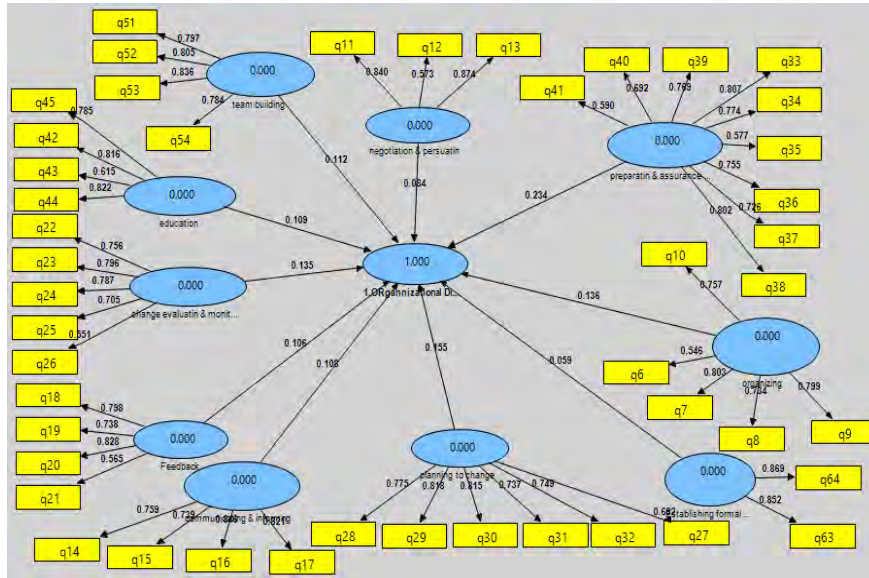 q51
0.797
q52
0.805
q53
0.836
q54
0.784
0.000
team building
0.112
q11
0.840
q12
0.573
q13
0.874
0.000
negotiation & persuatin
0.084
q41
0.590
q40
0.692
q39
0.769
q33
0.807
q34
0.774
q35
0.577
q36
0.755
q37
0.726
q38
0.802
0.000
preparatin & assurance ...
0.234
q45
0.785
q42
0.816
q43
0.615
q44
0.822
0.000
education
0.109
q22
0.756
q23
0.796
q24
0.787
q25
0.705
q26
0.551
0.000
change evaluatin & monit...
0.135
1.000
1.ORgannizational Di...
q10
0.757
q6
0.546
q7
0.803
q8
q9
0.799
0.000
organizing
0.136
q18
0.798
q19
0.738
q20
0.828
q21
0.565
0.000
Feedback
0.106
q14
0.759
q15
0.739
q16
q17
0.821
0.000
0.108
q28
0.775
q29
0.818
q30
0.815
q31
0.737
q32
0.749
q27
0.000
planning to change
0.155
q64
0.869
q63
0.852
0.000
establishing formal ...
0.059